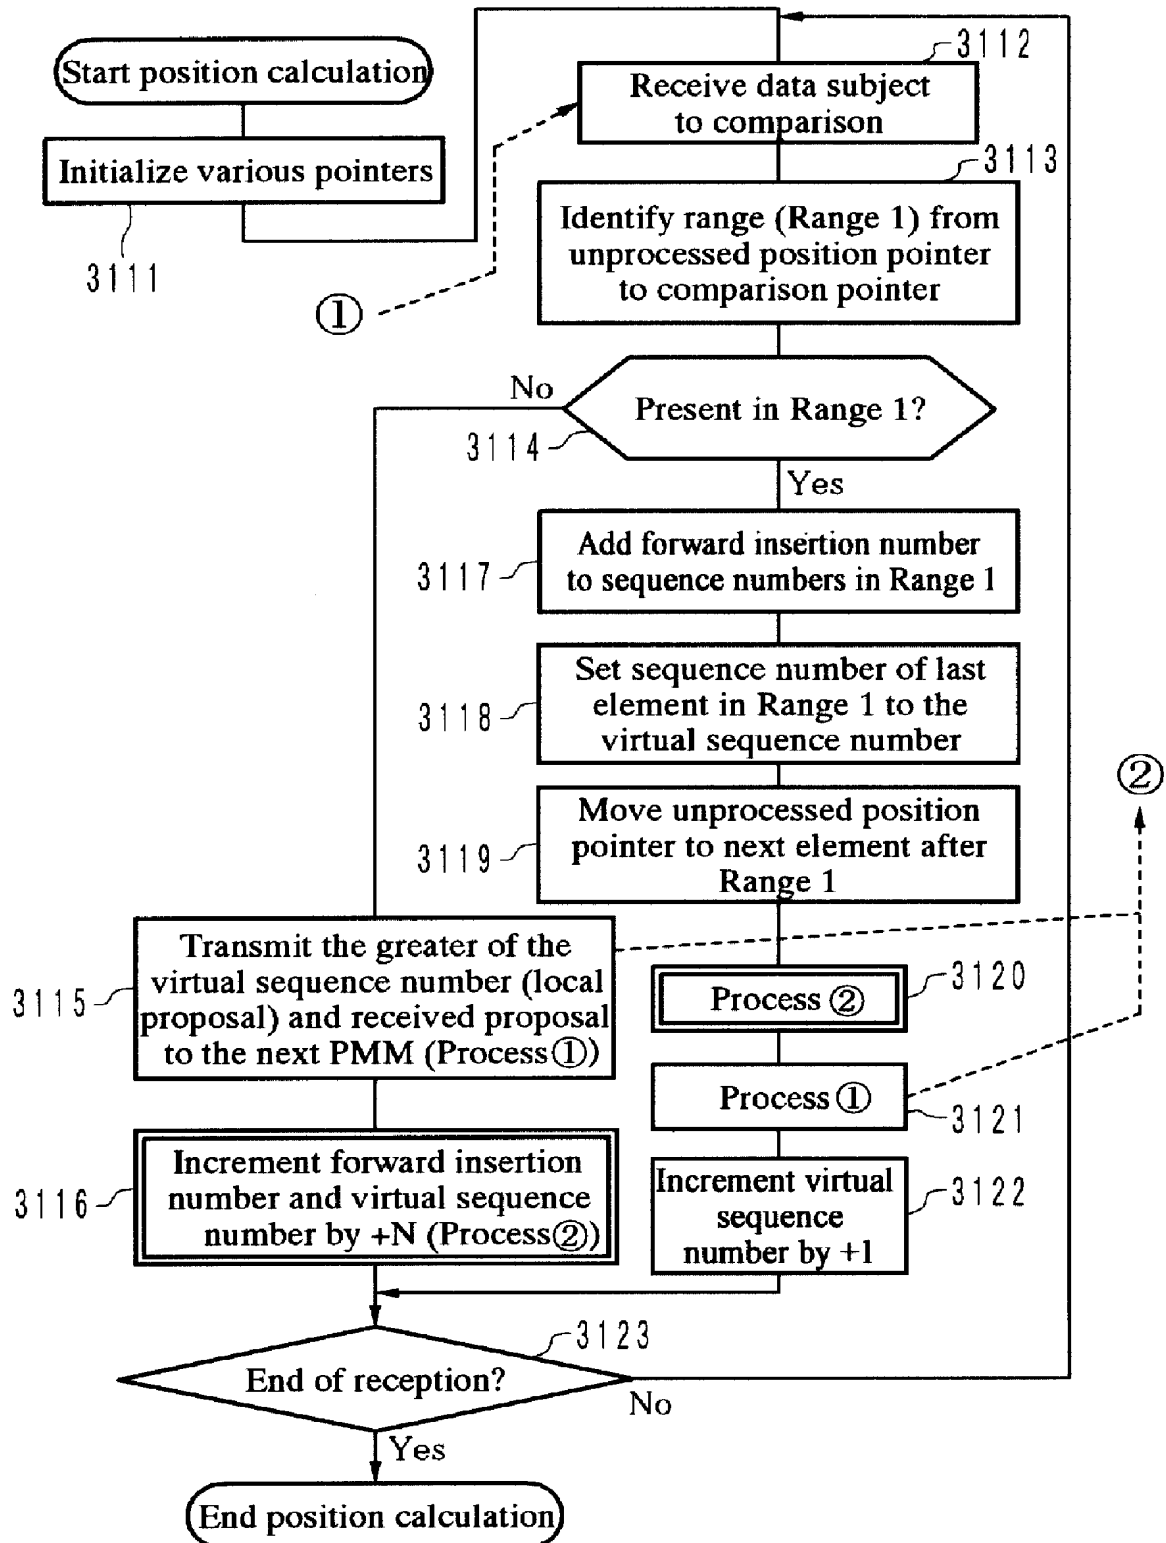 Start position calculation
Initialize various pointers
3111
①
3112
Receive data subject
to comparison
3113
Identify range (Range 1) from
unprocessed position pointer
to comparison pointer
No
Present in Range 1?
3114
Yes
Add forward insertion number
to sequence numbers in Range 1
3117
Set sequence number of last
element in Range 1 to the
virtual sequence number
3118
②
Move unprocessed position
pointer to next element after
Range 1
3119
Transmit the greater of the
virtual sequence number (local
proposal) and received proposal
to the next PMM (Process①)
3115
Process ②
3120
Process ①
3121
Increment forward insertion
number and virtual sequence
number by +N (Process②)
3116
Increment virtual
sequence
number by +1
3122
3123
End of reception?
No
Yes
End position calculation